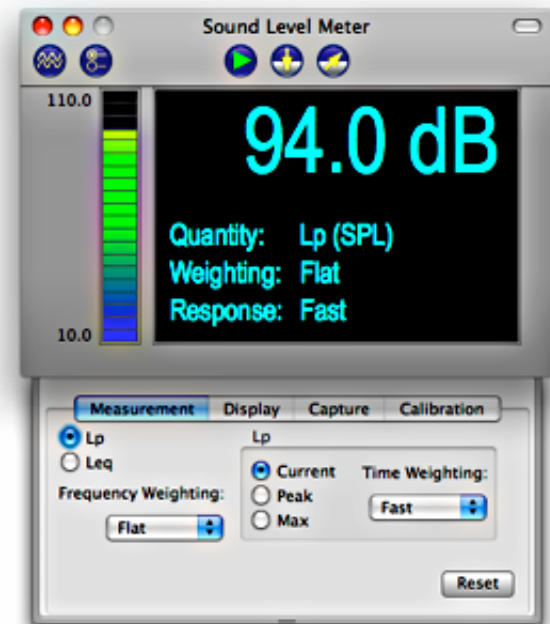 Sound Level Meter
110.0
94.0 dB
Quantity: Lp (SPL)
Weighting: Flat
Response: Fast
10.0
Measurement Display Capture Calibration
Lp
Leq
Frequency Weighting:
Flat
Lp
Current
Peak
Max
Time Weighting:
Fast
Reset